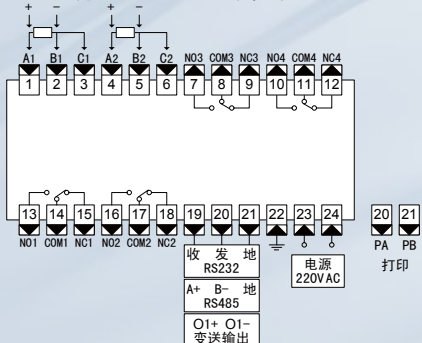 + − + −
A1 B1 C1 A2 B2 C2 NO3 COM3 NC3 NO4 COM4 NC4
1 2 3 4 5 6 7 8 9 10 11 12
13 14 15 16 17 18 19 20 21 22 23 24 20 21
NO1 COM1 NC1 NO2 COM2 NC2 PA PB
收 发 地
RS232
电源
220VAC
打印
A+ B- 地
RS485
O1+ O1-
变送输出